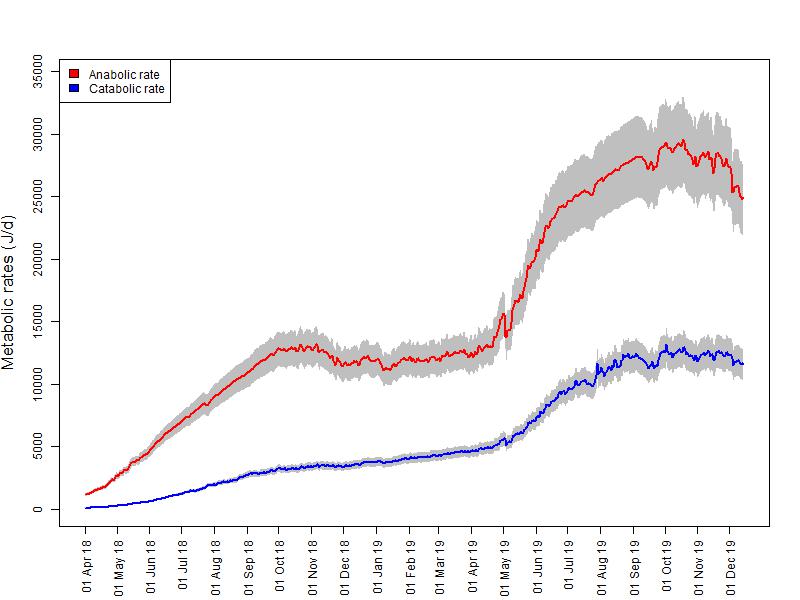 Anabolic rate
Catabolic rate
Metabolic rates (J/d)
35000
30000
25000
20000
15000
10000
5000
0
01 Apr 18
01 May 18
01 Jun 18
01 Jul 18
01 Aug 18
01 Sep 18
01 Oct 18
01 Nov 18
01 Dec 18
01 Jan 19
01 Feb 19
01 Mar 19
01 Apr 19
01 May 19
01 Jun 19
01 Jul 19
01 Aug 19
01 Sep 19
01 Oct 19
01 Nov 19
01 Dec 19